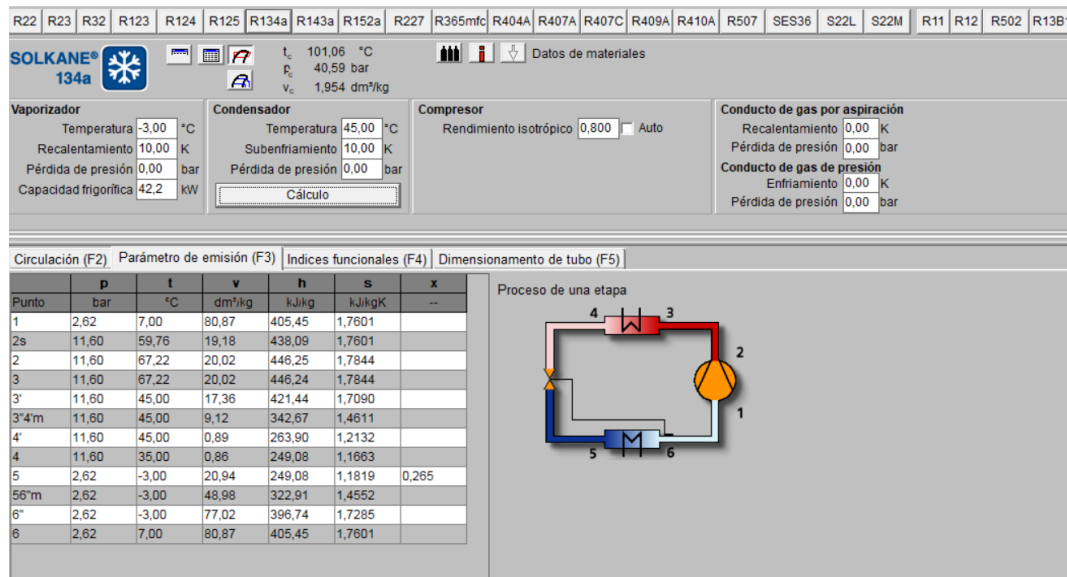 R22 R23 R32 R123 R124 R125 R134a R143a R152a R227 R365mfc R404A R407A R407C R409A R410A R507 SES36 S22L S22M R11 R12 R502 R13B1
SOLKANE®
134a
tc 101,06 °C
pc 40,59 bar
vc 1,954 dm³/kg
Datos de materiales
Vaporizador
Temperatura -3,00 °C
Recalentamiento 10,00 K
Pérdida de presión 0,00 bar
Capacidad frigorífica 42,2 kW
Condensador
Temperatura 45,00 °C
Subenfriamiento 10,00 K
Pérdida de presión 0,00 bar
Cálculo
Compresor
Rendimiento isotrópico 0,800 Auto
Conducto de gas por aspiración
Recalentamiento 0,00 K
Pérdida de presión 0,00 bar
Conducto de gas de presión
Enfriamiento 0,00 K
Pérdida de presión 0,00 bar
Circulación (F2) Parámetro de emisión (F3) Indices funcionales (F4) Dimensionamento de tubo (F5)
p t v h s x
Punto bar °C dm³/kg kJ/kg kJ/kgK --
1 2,62 7,00 80,87 405,45 1,7601
2s 11,60 59,76 19,18 438,09 1,7601
2 11,60 67,22 20,02 446,25 1,7844
3 11,60 67,22 20,02 446,24 1,7844
3' 11,60 45,00 17,36 421,44 1,7090
3"4'm 11,60 45,00 9,12 342,67 1,4611
4' 11,60 45,00 0,89 263,90 1,2132
4 11,60 35,00 0,86 249,08 1,1663
5 2,62 -3,00 20,94 249,08 1,1819 0,265
56"m 2,62 -3,00 48,98 322,91 1,4552
6" 2,62 -3,00 77,02 396,74 1,7285
6 2,62 7,00 80,87 405,45 1,7601
Proceso de una etapa
4 3
2
1
5 6